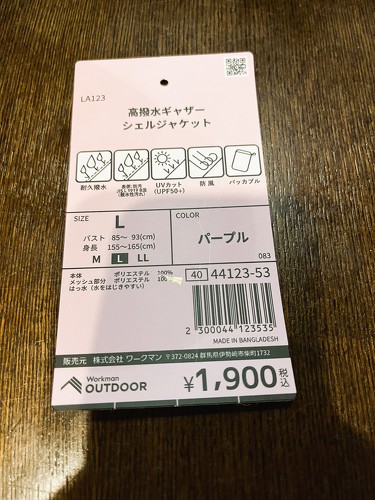 LA123
高撥水ギャザー
シェルジャケット
耐久撥水
UVカット
(UPF50+)
防風
パッカブル
SIZE
L
バスト 85〜 93(cm)
身長 155〜165(cm)
M L LL
COLOR
パープル
083
本体 ポリエステル 100%
メッシュ部分 ポリエステル 100
はっ水(水をはじきやすい)
40 44123-53
2 300044 123535
MADE IN BANGLADESH
販売元 株式会社 ワークマン 〒372-0824 群馬県伊勢崎市柴町1732
Workman
OUTDOOR
¥1,900税込